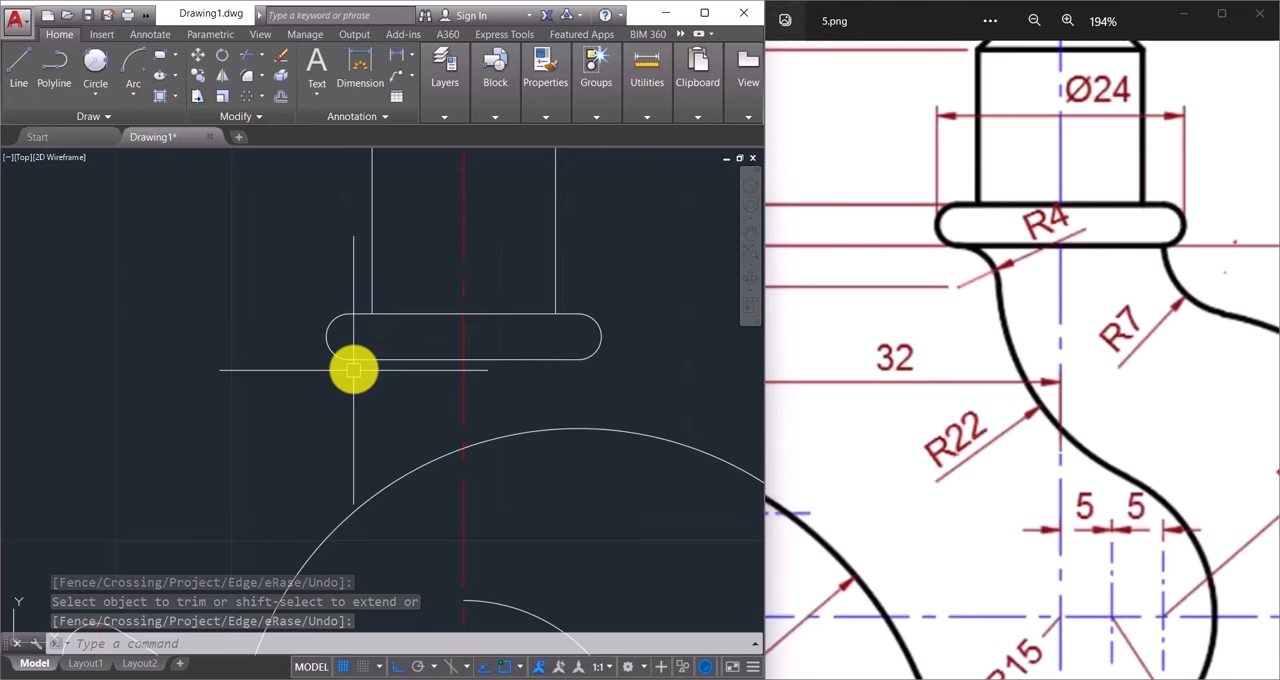 Drawing1.dwg
Type a keyword or phrase
Sign In
5.png
194%
Home Insert Annotate Parametric View Manage Output Add-ins A360 Express Tools Featured Apps BIM 360
Line Polyline Circle Arc Text Dimension Layers Block Properties Groups Utilities Clipboard View
Draw Modify Annotation
Start Drawing1*
[−][Top][2D Wireframe]
Ø24
R4
R7
32
R22
5 5
R15
[Fence/Crossing/Project/Edge/eRase/Undo]:
Select object to trim or shift-select to extend or
[Fence/Crossing/Project/Edge/eRase/Undo]:
Y
Type a command
Model Layout1 Layout2
MODEL 1:1